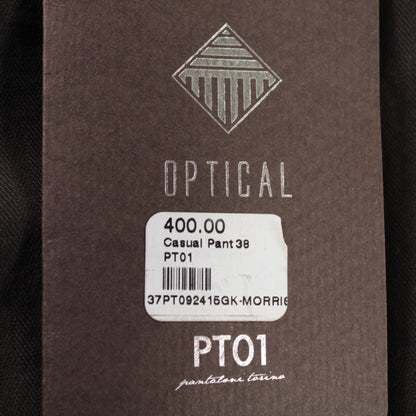 OPTICAL
400.00
Casual Pant 38
PT01
37PT092415GK-MORRI6
PT01
pantaloni torino